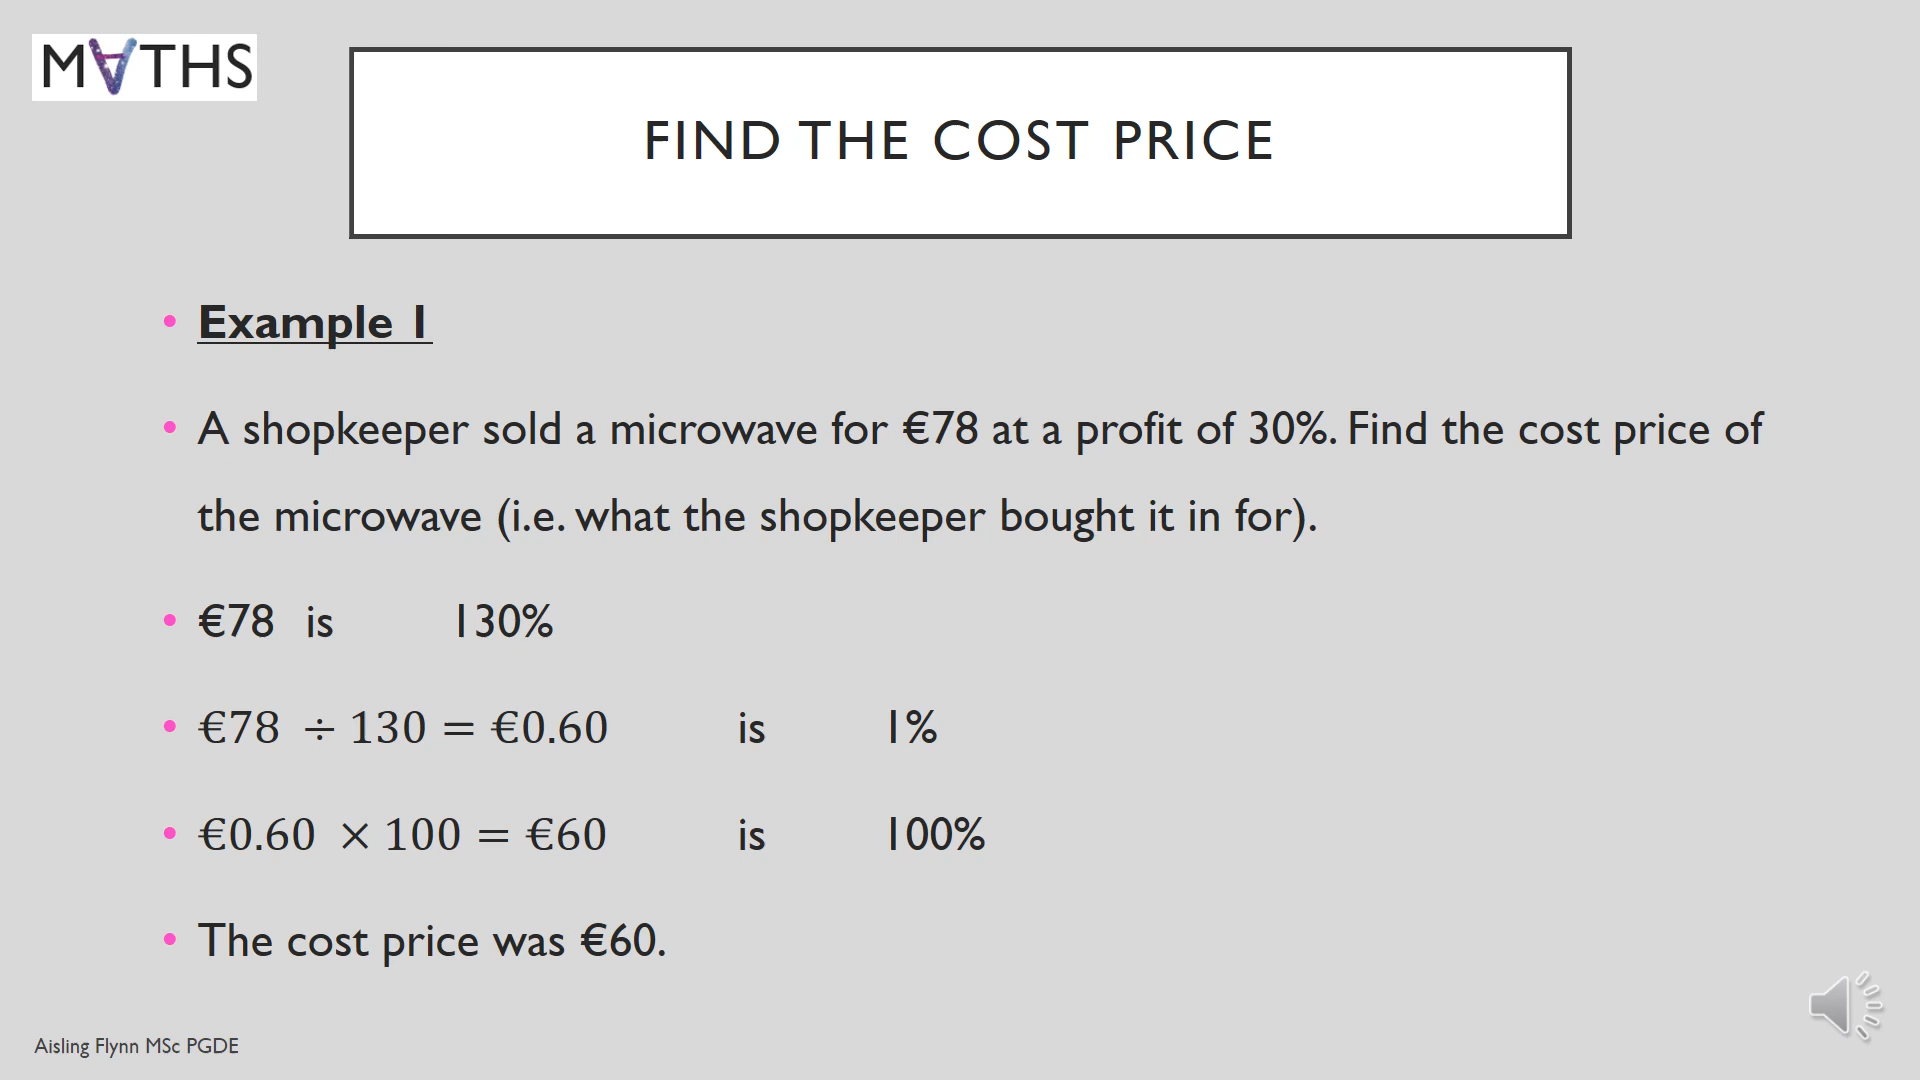 M∀THS
FIND THE COST PRICE
• Example 1
• A shopkeeper sold a microwave for €78 at a profit of 30%. Find the cost price of
the microwave (i.e. what the shopkeeper bought it in for).
• €78 is 130%
• €78 ÷ 130 = €0.60 is 1%
• €0.60 × 100 = €60 is 100%
• The cost price was €60.
Aisling Flynn MSc PGDE